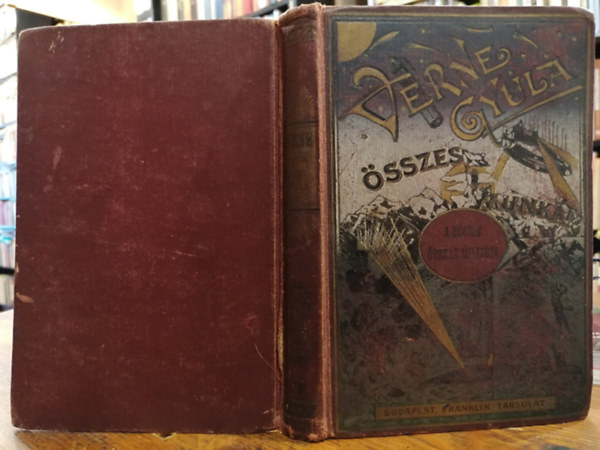 VERNE
GYULA
ÖSSZES
MUNKÁI
BUDAPEST, FRANKLIN-TÁRSULAT